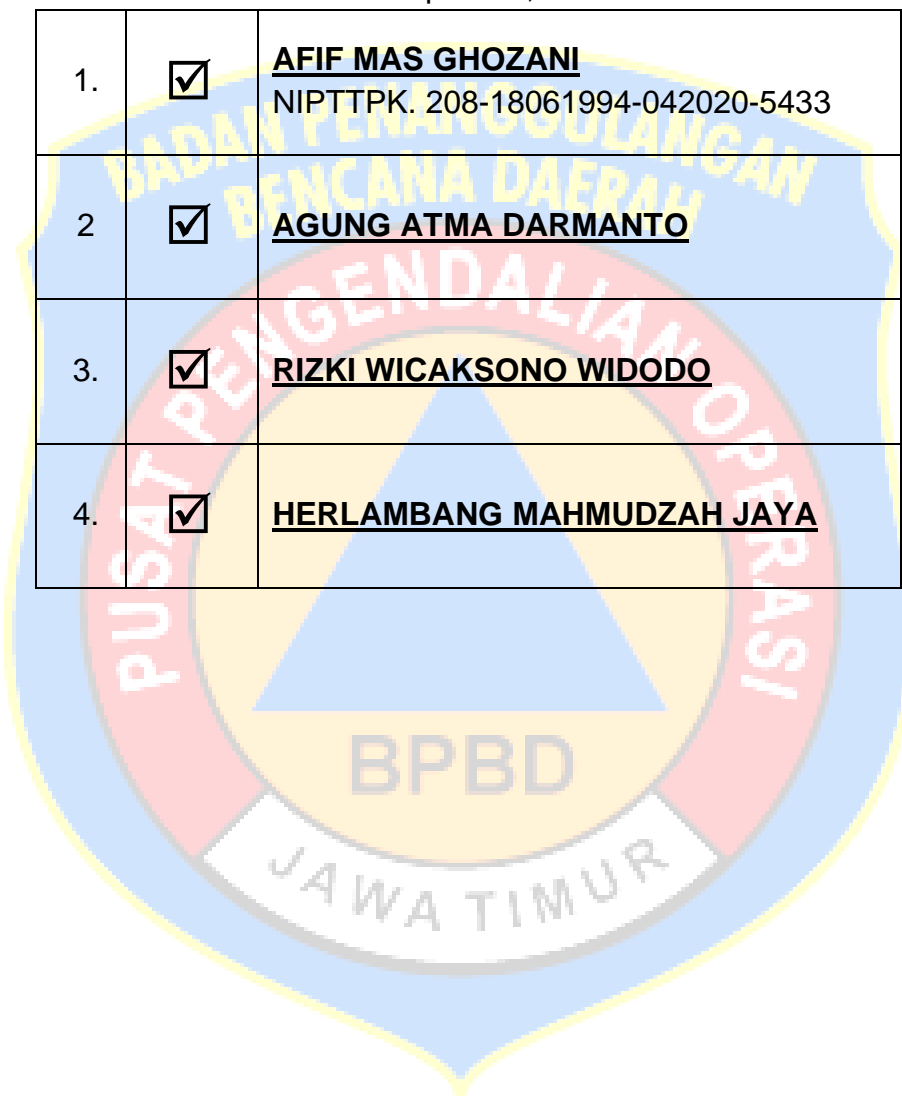 1. ☑ AFIF MAS GHOZANI
NIPTTPK. 208-18061994-042020-5433
2 ☑ AGUNG ATMA DARMANTO
3. ☑ RIZKI WICAKSONO WIDODO
4. ☑ HERLAMBANG MAHMUDZAH JAYA
BADAN PENANGGULANGAN
BENCANA DAERAH
PUSAT PENGENDALIAN OPERASI
BPBD
JAWA TIMUR